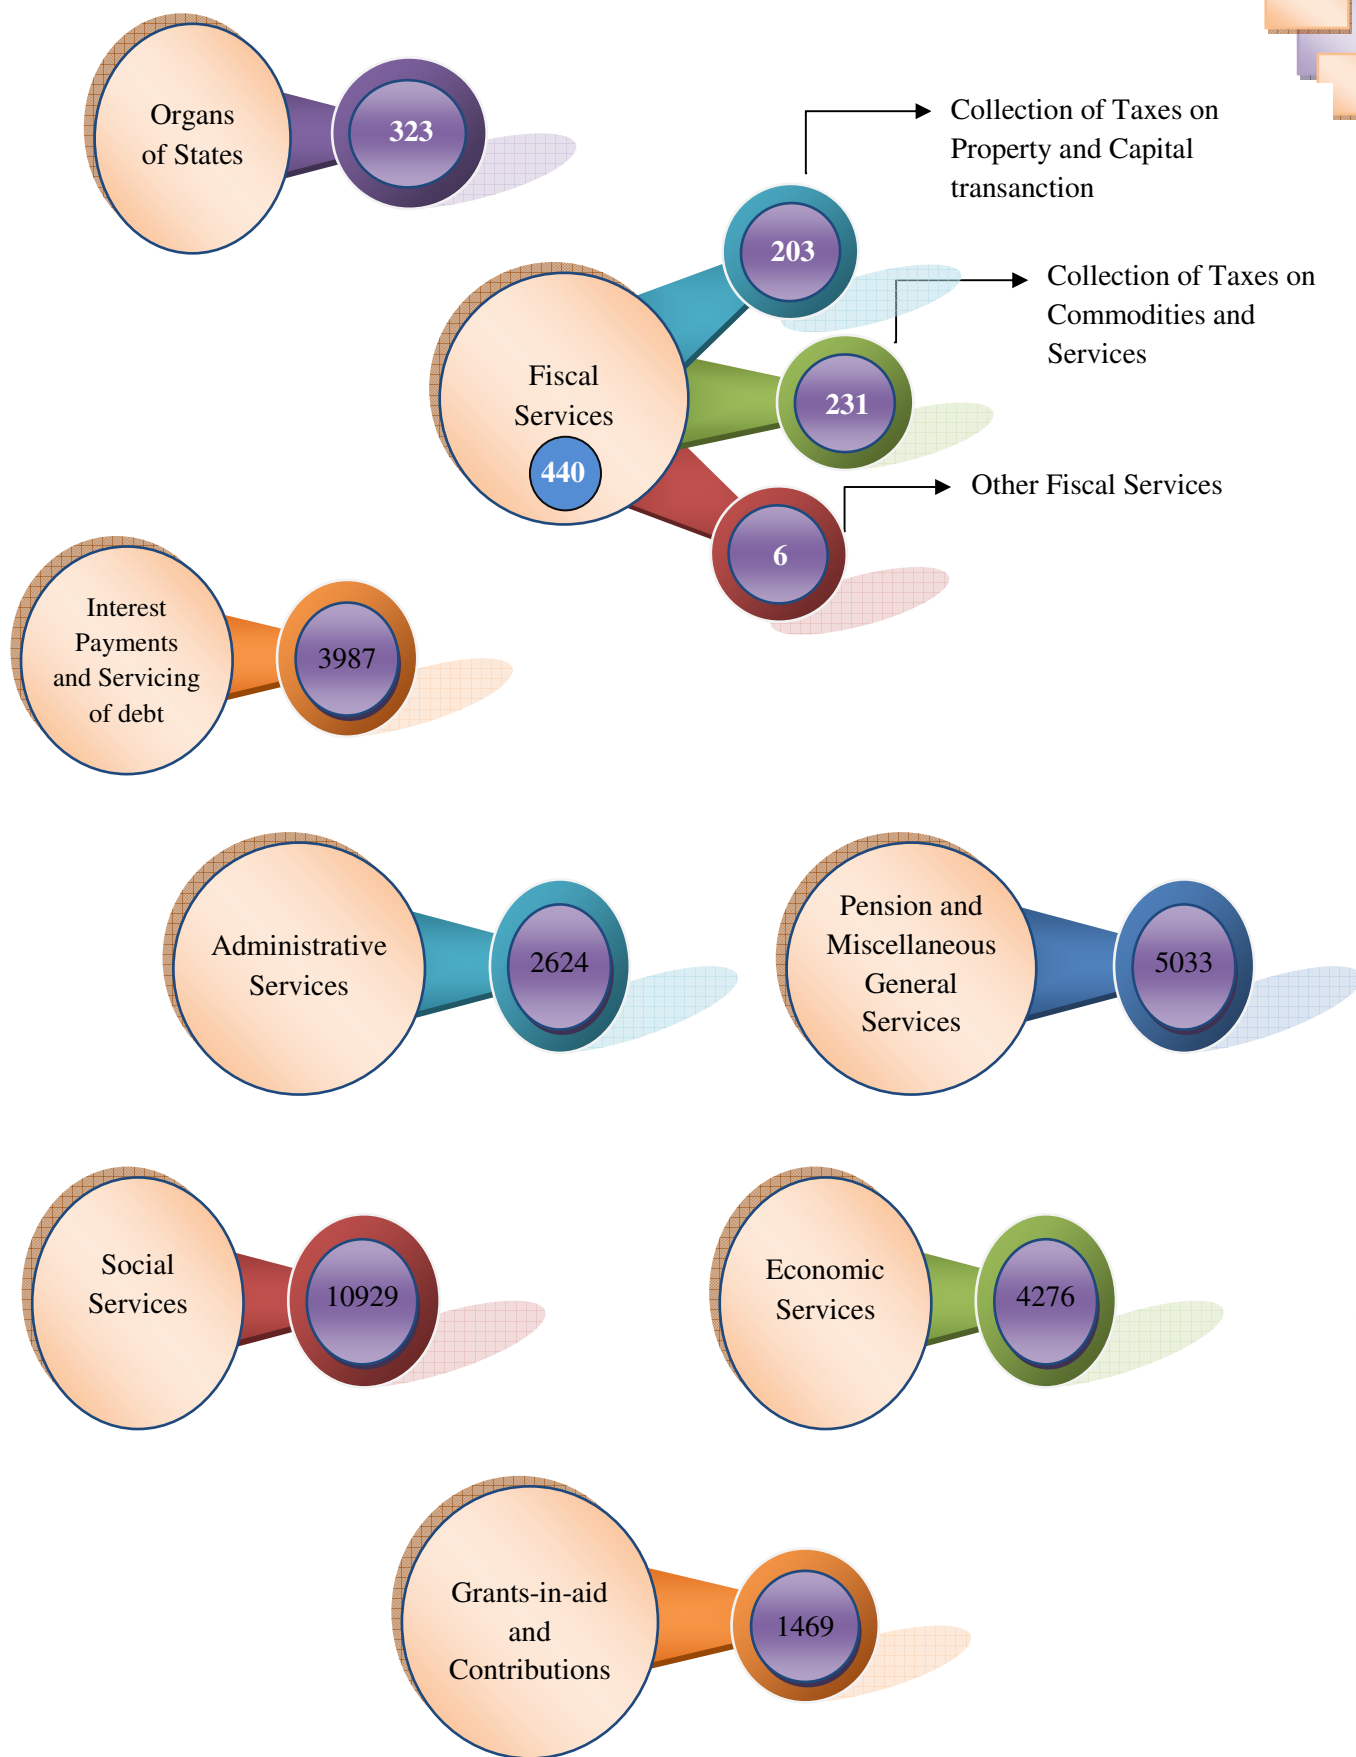 Organs
of States
323
Collection of Taxes on
Property and Capital
transanction
203
Collection of Taxes on
Commodities and
Services
Fiscal
Services
440
231
Other Fiscal Services
6
Interest
Payments
and Servicing
of debt
3987
Administrative
Services
2624
Pension and
Miscellaneous
General
Services
5033
Social
Services
10929
Economic
Services
4276
Grants-in-aid
and
Contributions
1469